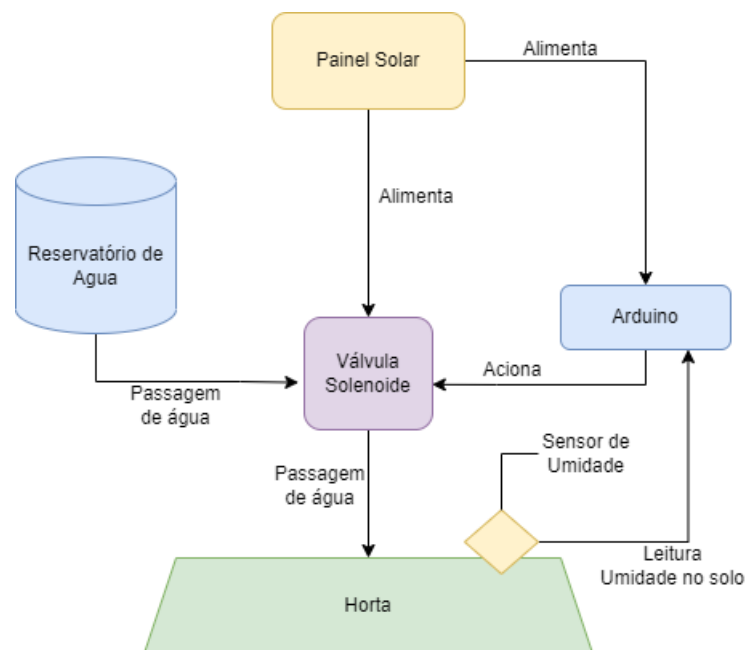 Painel Solar
Alimenta
Alimenta
Reservatório de
Agua
Arduino
Válvula
Solenoide
Aciona
Passagem
de água
Sensor de
Umidade
Passagem
de água
Leitura
Umidade no solo
Horta